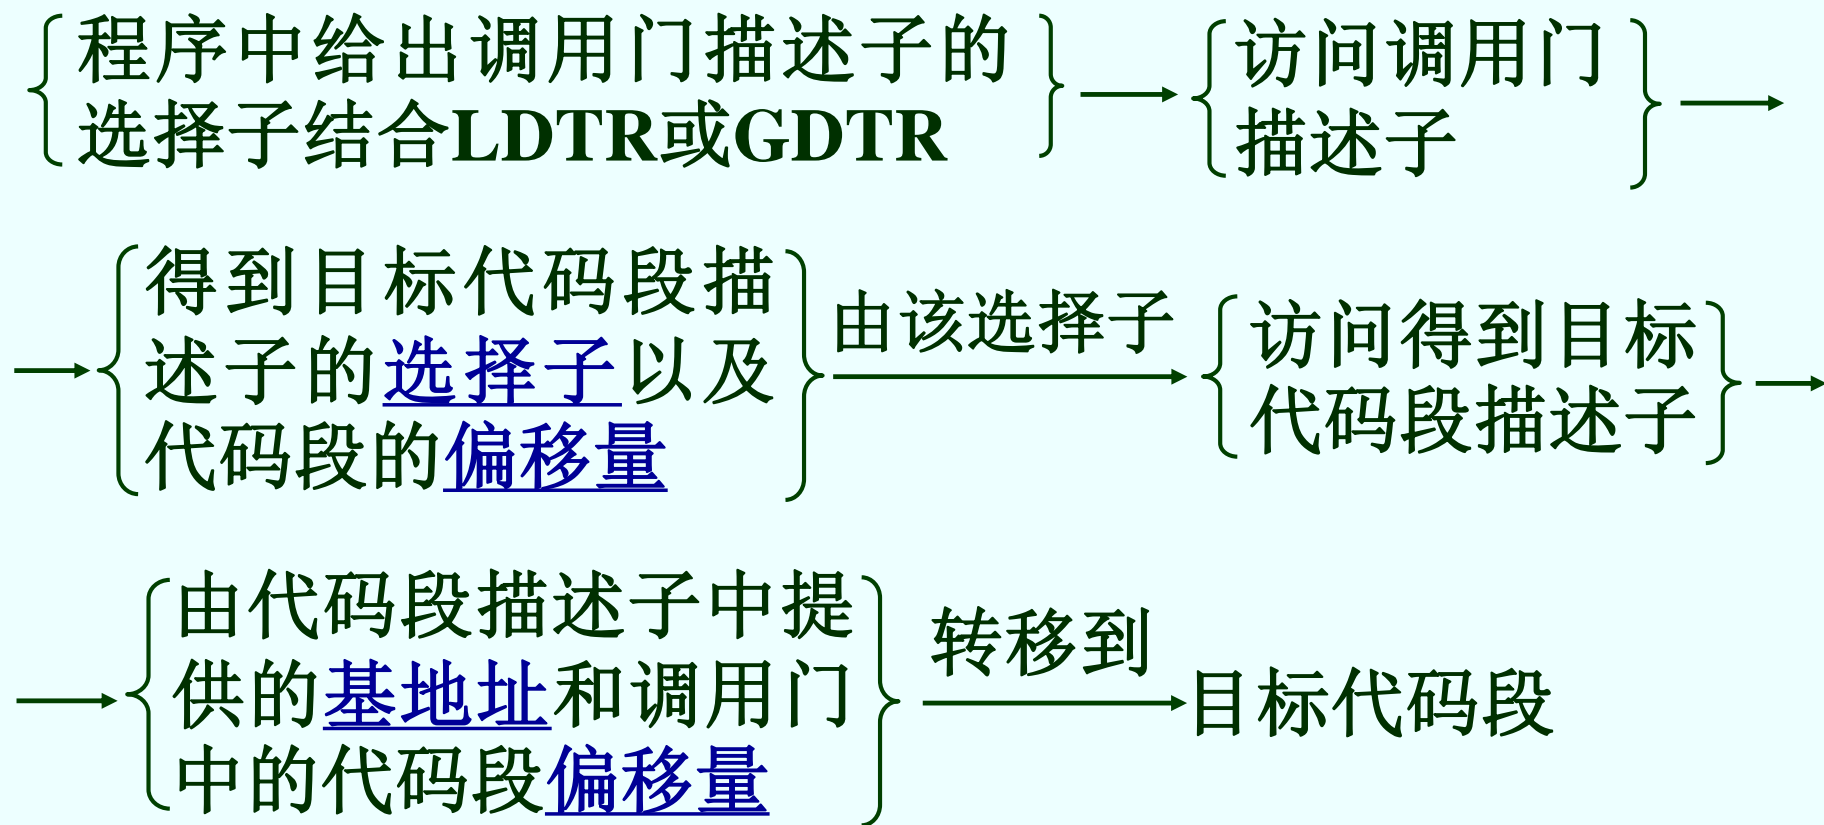 程序中给出调用门描述子的
选择子结合LDTR或GDTR
访问调用门
描述子
得到目标代码段描
述子的选择子以及
代码段的偏移量
由该选择子
访问得到目标
代码段描述子
由代码段描述子中提
供的基地址和调用门
中的代码段偏移量
转移到
目标代码段